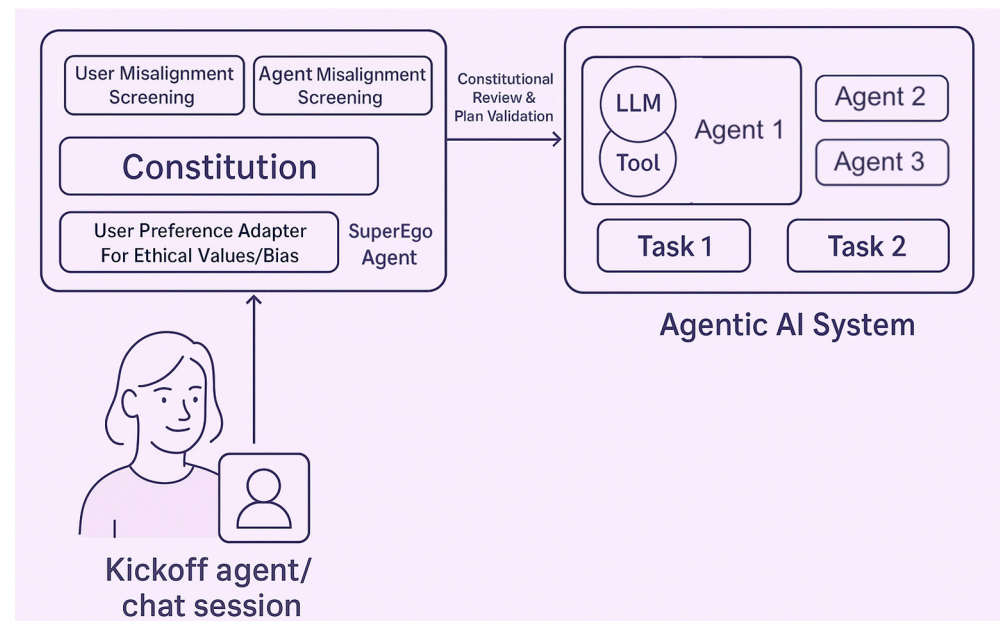 User Misalignment
Screening
Agent Misalignment
Screening
Constitution
User Preference Adapter
For Ethical Values/Bias
SuperEgo
Agent
Constitutional
Review &
Plan Validation
LLM
Tool
Agent 1
Agent 2
Agent 3
Task 1
Task 2
Agentic AI System
Kickoff agent/
chat session